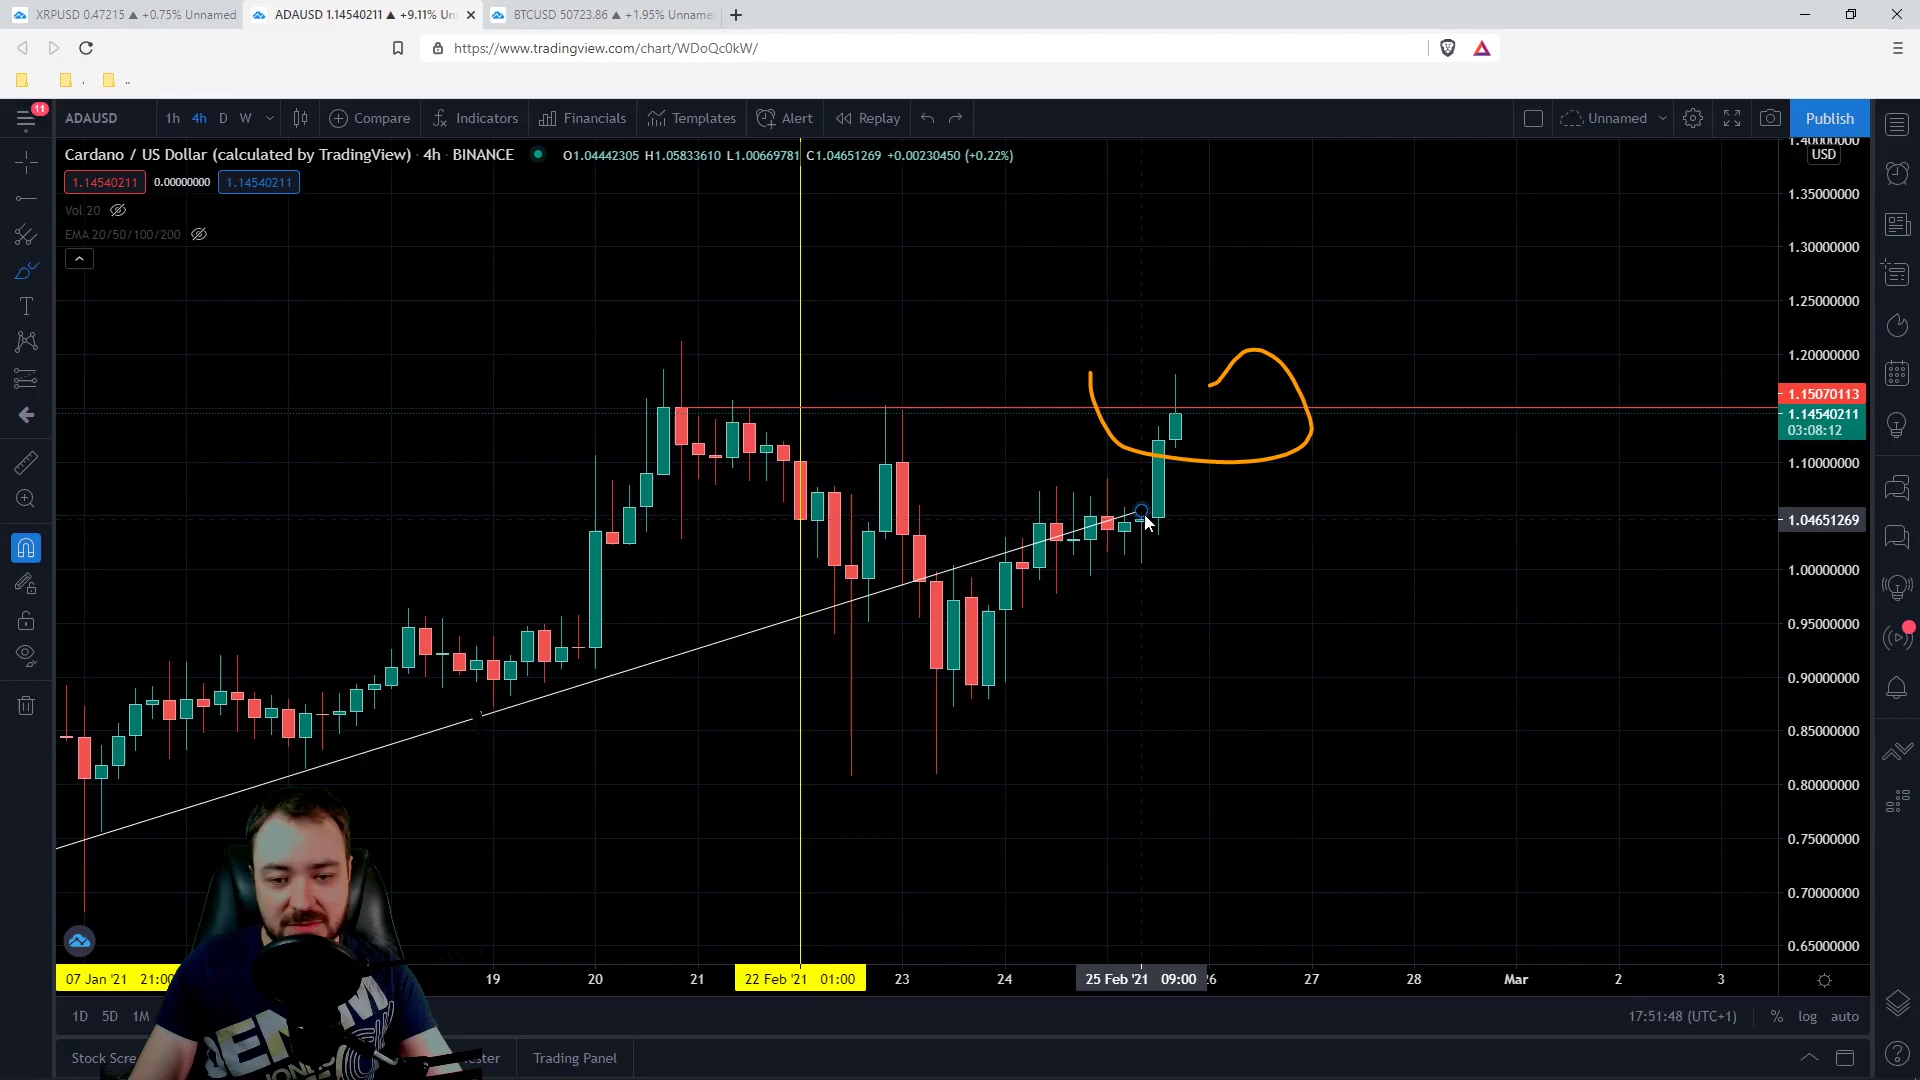 XRPUSD 0.47215 ▲ +0.75% Unnamed
ADAUSD 1.14540211 ▲ +9.11% Un
BTCUSD 50723.86 ▲ +1.95% Unname
https://www.tradingview.com/chart/WDoQc0kW/
.
..
11
ADAUSD 1h 4h D W Compare Indicators Financials Templates Alert Replay Unnamed Publish
Cardano / US Dollar (calculated by TradingView) · 4h · BINANCE O1.04442305 H1.05833610 L1.00669781 C1.04651269 +0.00230450 (+0.22%)
1.14540211 0.00000000 1.14540211
Vol 20
EMA 20/50/100/200
1.40000000
USD
1.35000000
1.30000000
1.25000000
1.20000000
1.15070113
1.14540211
03:08:12
1.10000000
1.04651269
1.00000000
0.95000000
0.90000000
0.85000000
0.80000000
0.75000000
0.70000000
0.65000000
07 Jan '21 21:00 19 20 21 22 Feb '21 01:00 23 24 25 Feb '21 09:00 26 27 28 Mar 2 3
1D 5D 1M 17:51:48 (UTC+1) % log auto
Stock Scre ester Trading Panel